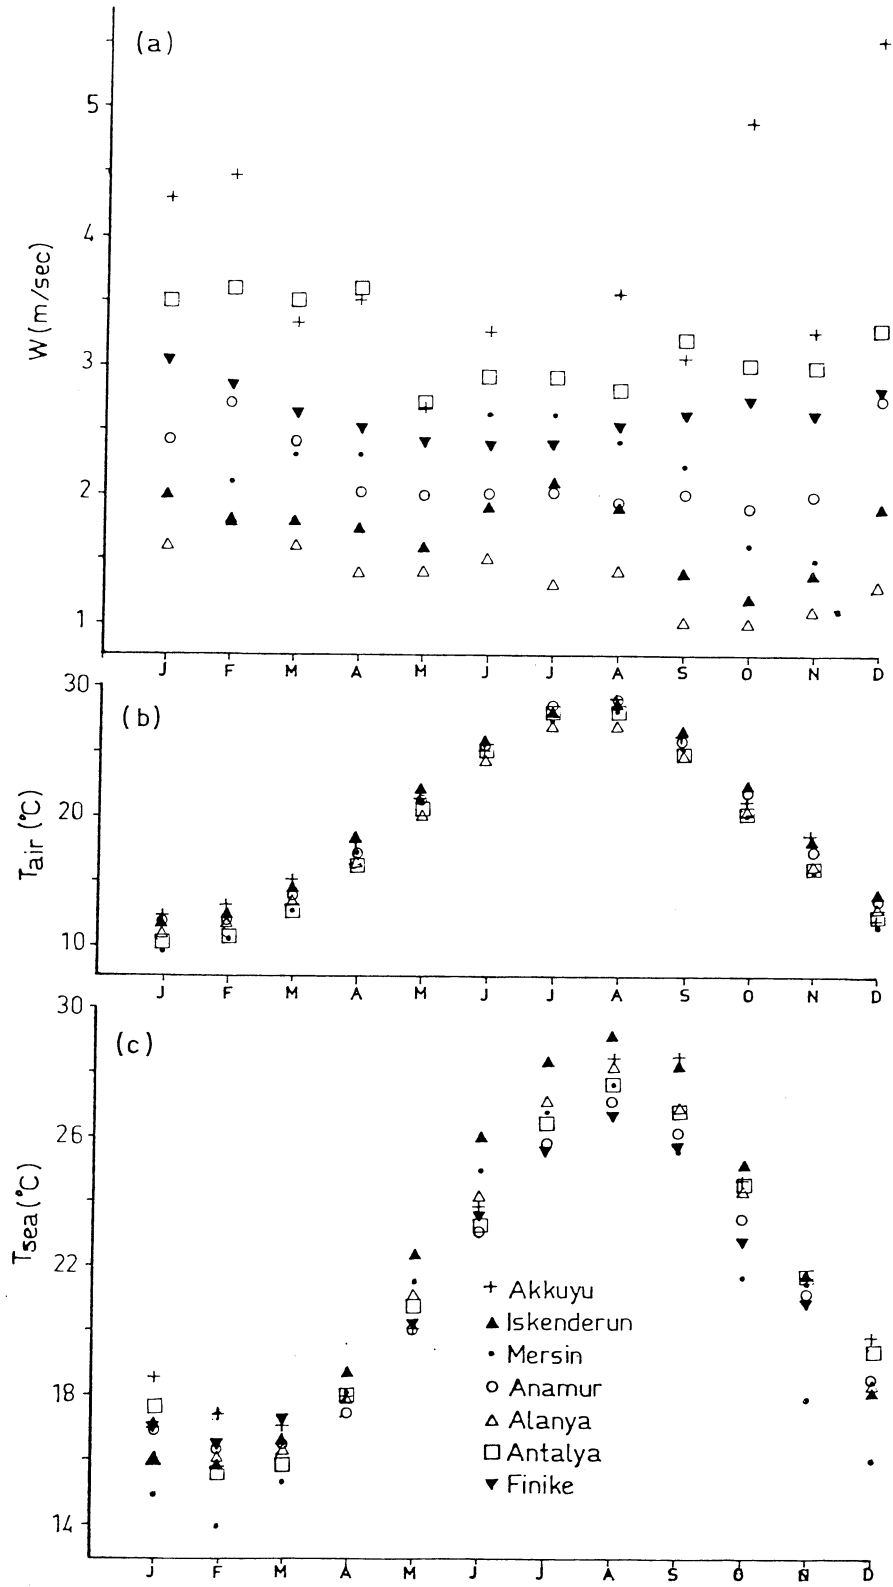 (a)
W (m/sec)
5
4
3
2
1
J F M A M J J A S O N D
(b)
Tair (°C)
30
20
10
J F M A M J J A S O N D
(c)
Tsea (°C)
30
26
22
18
14
+ Akkuyu
▲ Iskenderun
• Mersin
○ Anamur
△ Alanya
□ Antalya
▼ Finike
J F M A M J J A S O N D